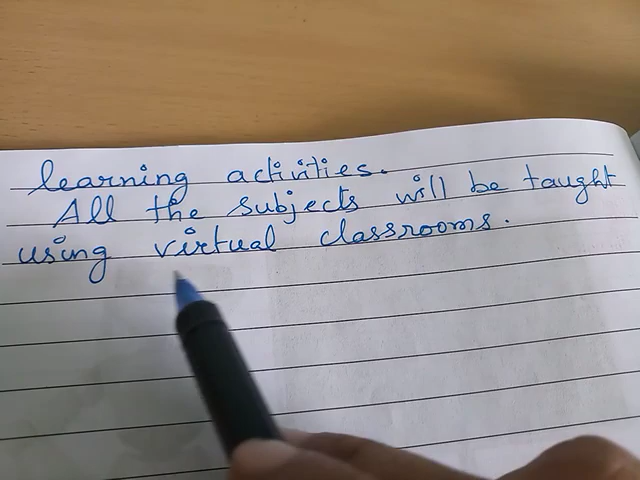 learning activities.
All the subjects will be taught
using virtual classrooms.